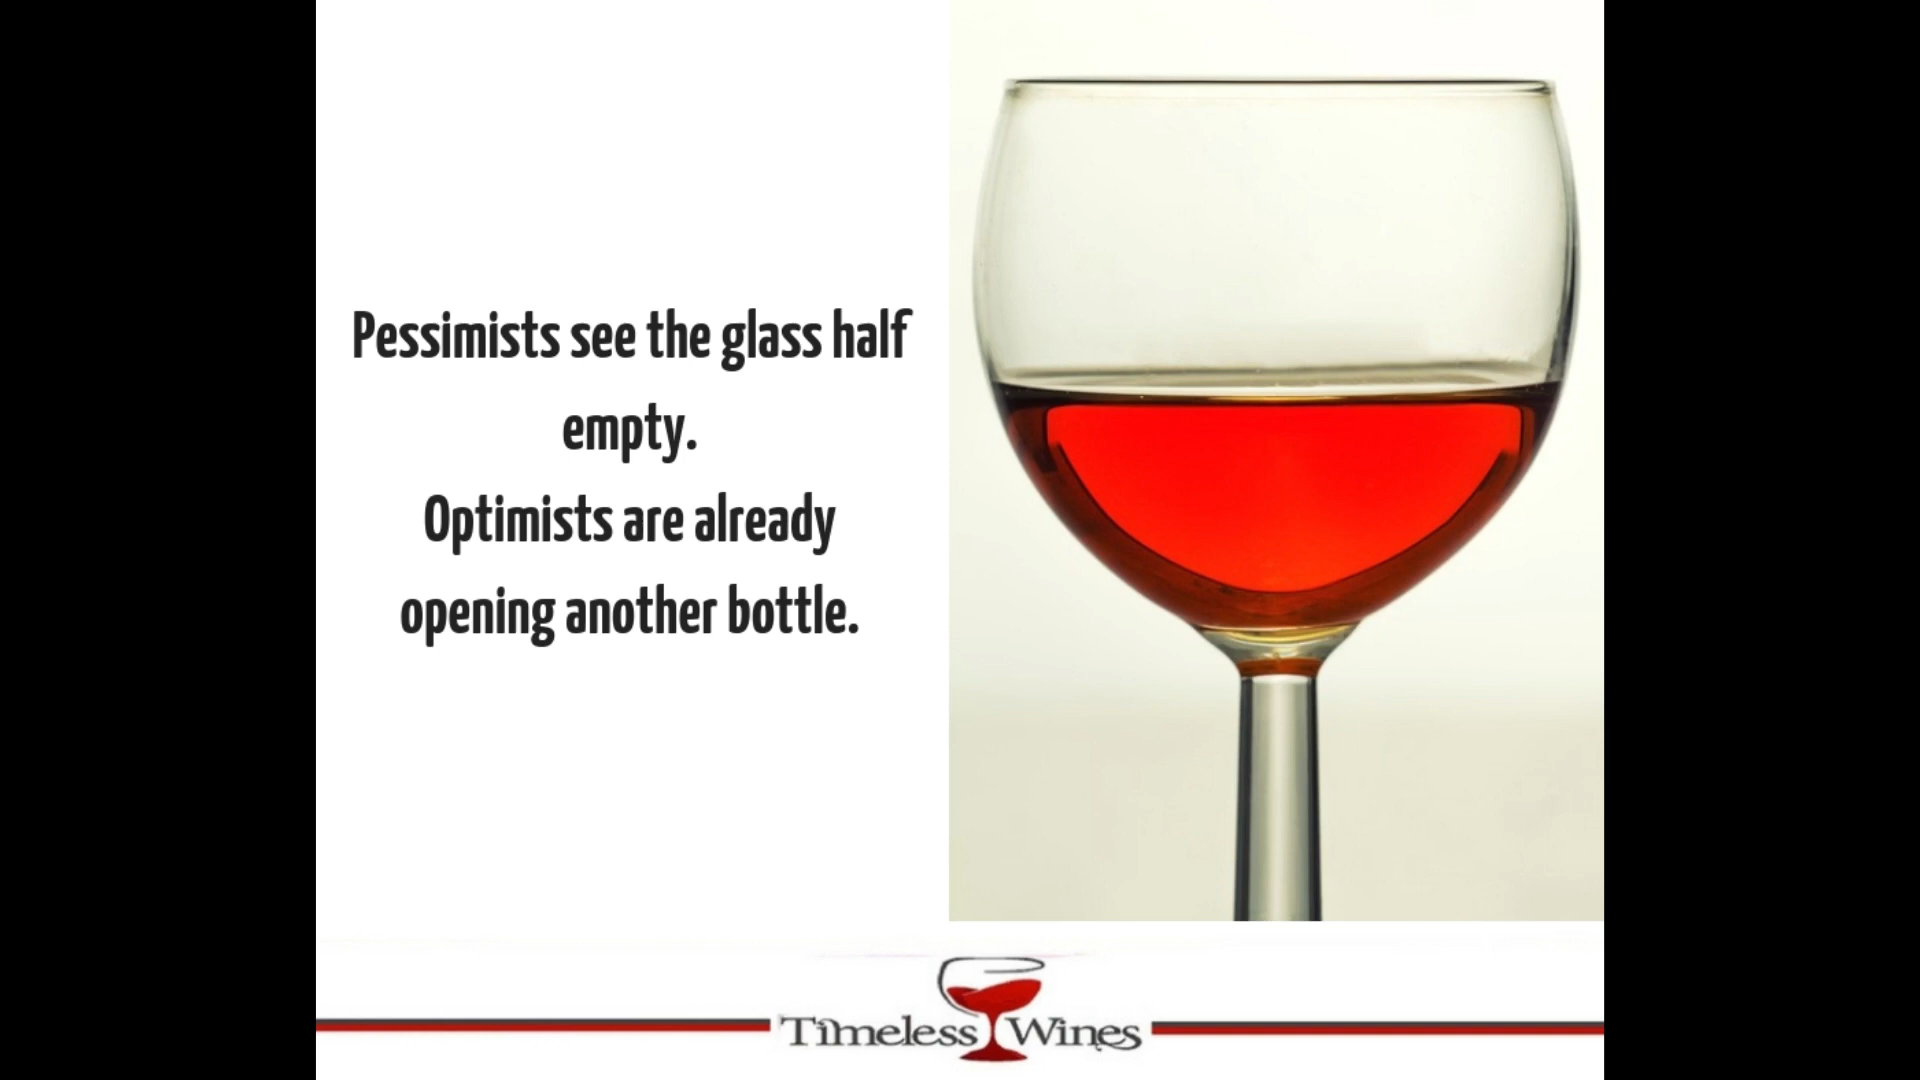 Pessimists see the glass half
empty.
Optimists are already
opening another bottle.
Timeless Wines